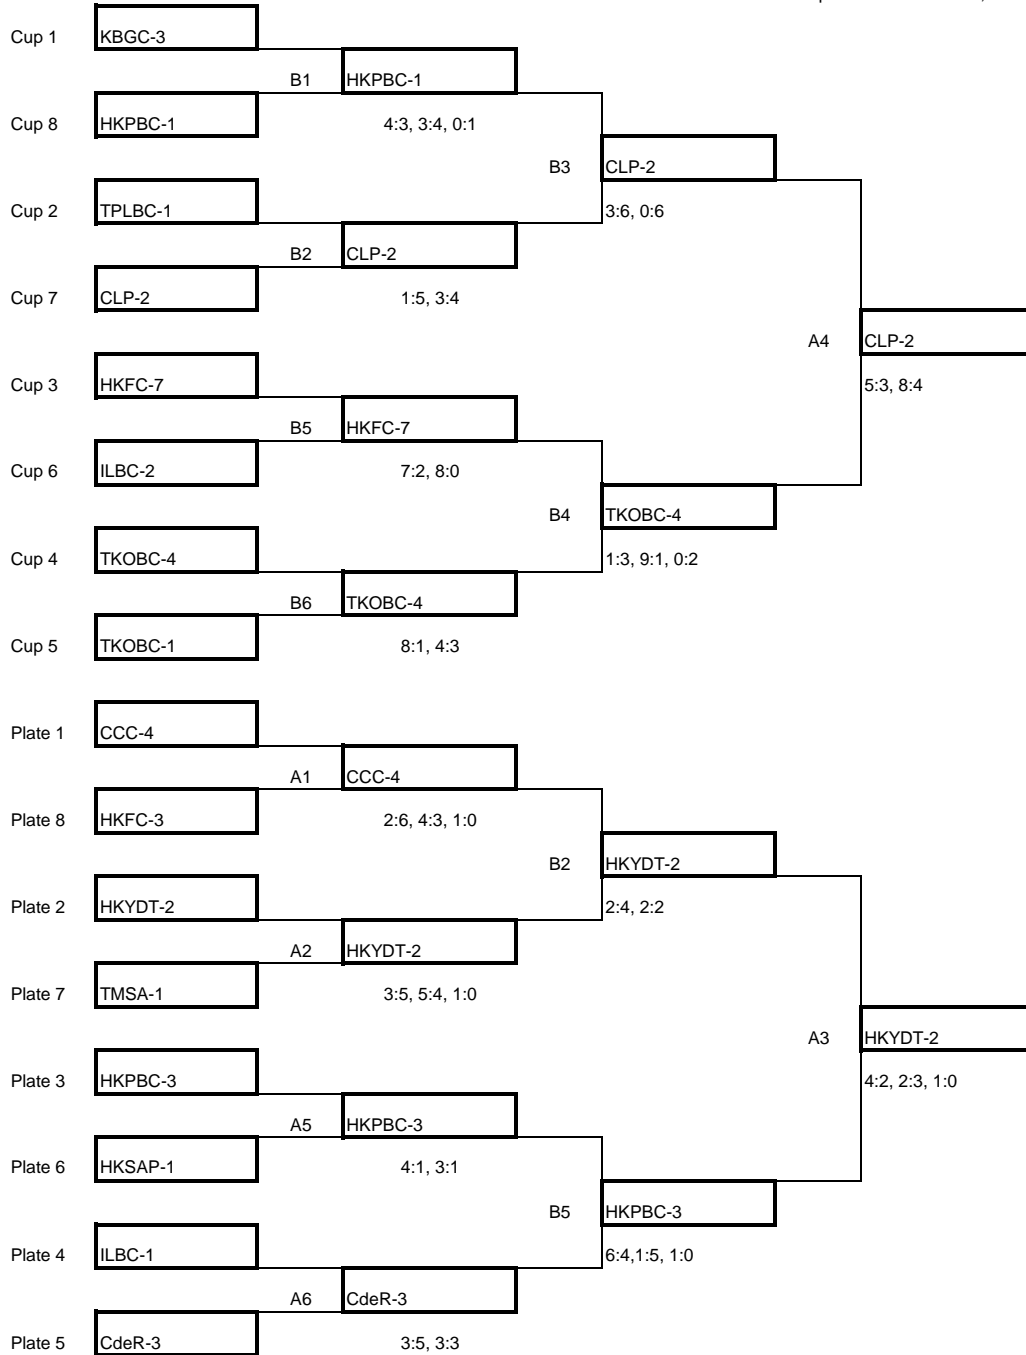 Cup 1 KBGC-3
B1 HKPBC-1
Cup 8 HKPBC-1 4:3, 3:4, 0:1
B3 CLP-2
Cup 2 TPLBC-1 3:6, 0:6
B2 CLP-2
Cup 7 CLP-2 1:5, 3:4
A4 CLP-2
Cup 3 HKFC-7 5:3, 8:4
B5 HKFC-7
Cup 6 ILBC-2 7:2, 8:0
B4 TKOBC-4
Cup 4 TKOBC-4 1:3, 9:1, 0:2
B6 TKOBC-4
Cup 5 TKOBC-1 8:1, 4:3
Plate 1 CCC-4
A1 CCC-4
Plate 8 HKFC-3 2:6, 4:3, 1:0
B2 HKYDT-2
Plate 2 HKYDT-2 2:4, 2:2
A2 HKYDT-2
Plate 7 TMSA-1 3:5, 5:4, 1:0
A3 HKYDT-2
Plate 3 HKPBC-3 4:2, 2:3, 1:0
A5 HKPBC-3
Plate 6 HKSAP-1 4:1, 3:1
B5 HKPBC-3
Plate 4 ILBC-1 6:4,1:5, 1:0
A6 CdeR-3
Plate 5 CdeR-3 3:5, 3:3